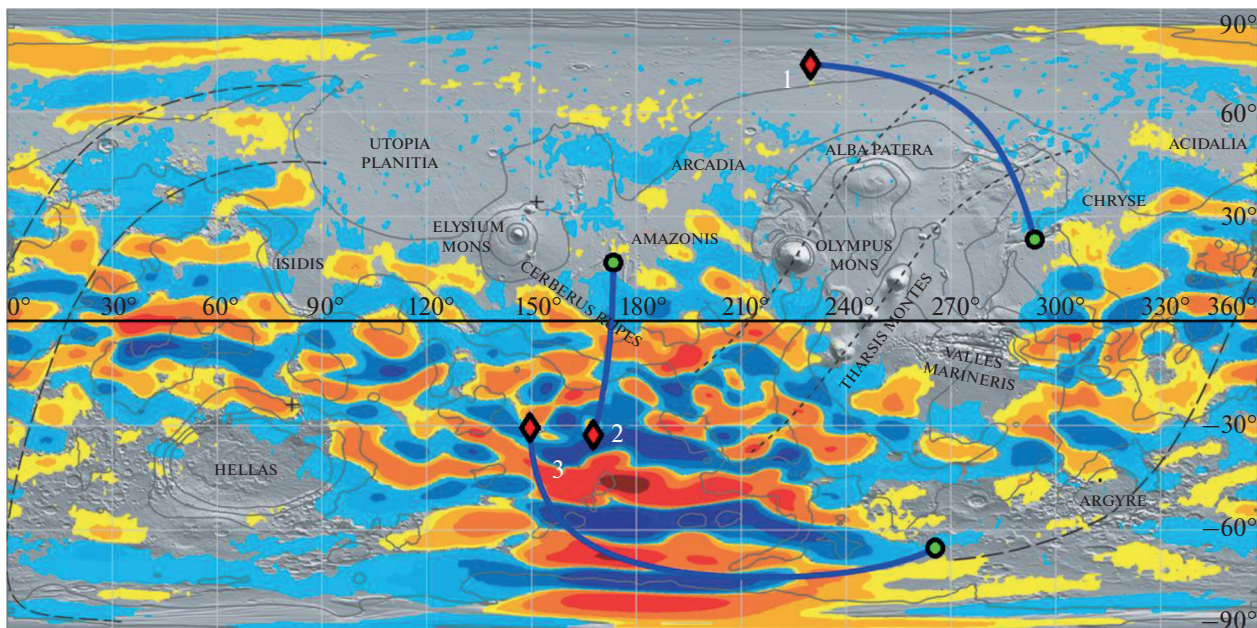 90°
1
60°
UTOPIA
PLANITIA
ARCADIA
ALBA PATERA
ACIDALIA
30°
CHRYSE
ELYSIUM
MONS
AMAZONIS
OLYMPUS
MONS
ISIDIS
CERBERUS RUPES
0° 30° 60° 90° 120° 150° 180° 210° 240° 270° 300° 330° 360°
THARSIS MONTES
VALLES
MARINERIS
−30°
2
3
HELLAS
ARGYRE
−60°
−90°